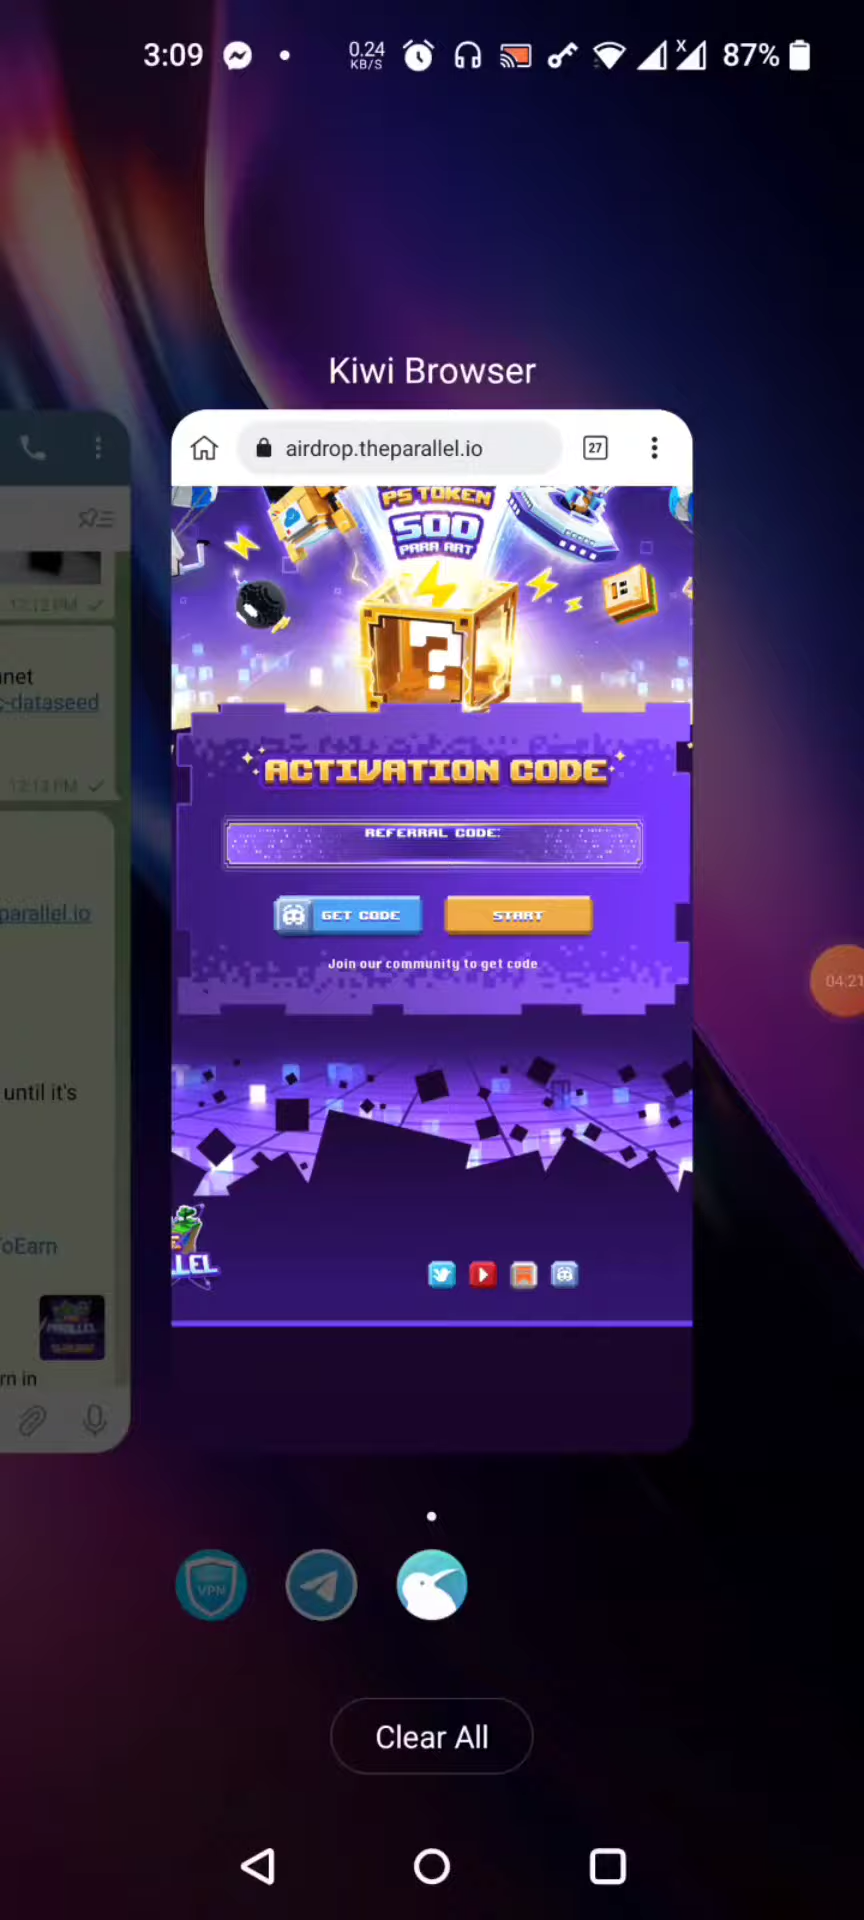 3:09
0.24
KB/S
X
87%
Kiwi Browser
airdrop.theparallel.io
27
PS TOKEN
500
PARA ART
12:12 PM
c-dataseed
12:13 PM
ACTIVATION CODE
REFERRAL CODE:
GET CODE
START
parallel.io
Join our community to get code
04:21
until it's
oEarn
PARALLEL
rn in
VPN
Clear All